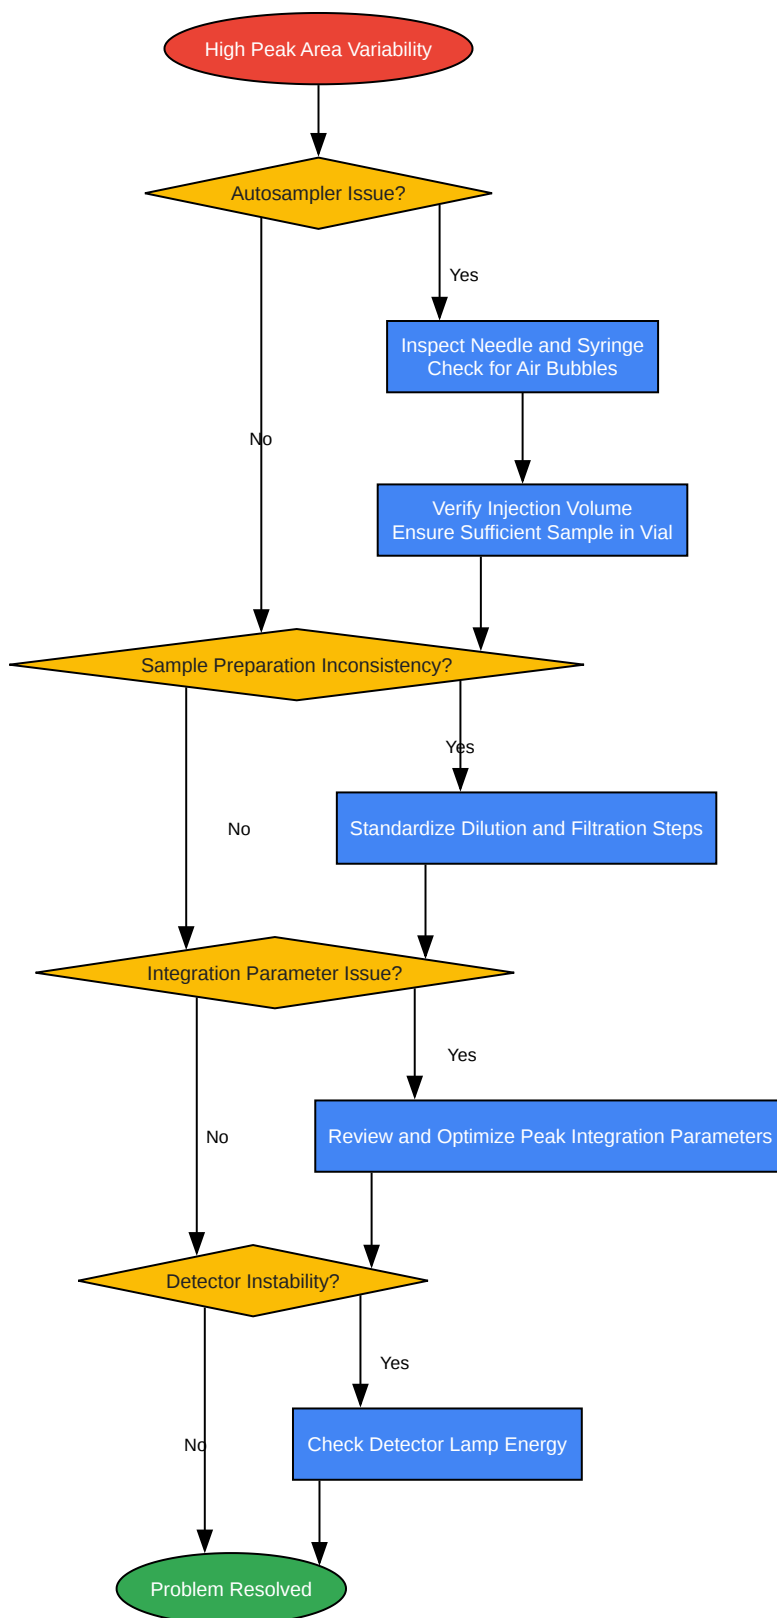 High Peak Area Variability
Autosampler Issue?
Yes
Inspect Needle and Syringe
Check for Air Bubbles
No
Verify Injection Volume
Ensure Sufficient Sample in Vial
Sample Preparation Inconsistency?
Yes
No
Standardize Dilution and Filtration Steps
Integration Parameter Issue?
Yes
No
Review and Optimize Peak Integration Parameters
Detector Instability?
Yes
No
Check Detector Lamp Energy
Problem Resolved